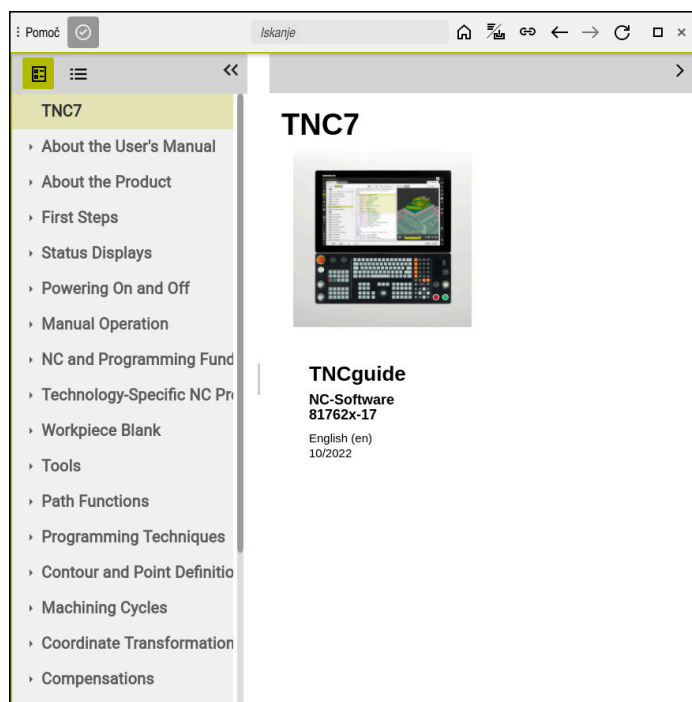 Pomoč
Iskanje
TNC7
About the User's Manual
About the Product
First Steps
Status Displays
Powering On and Off
Manual Operation
NC and Programming Fund
Technology-Specific NC Pr
Workpiece Blank
Tools
Path Functions
Programming Techniques
Contour and Point Definitio
Machining Cycles
Coordinate Transformation
Compensations
TNC7
TNCguide
NC-Software
81762x-17
English (en)
10/2022